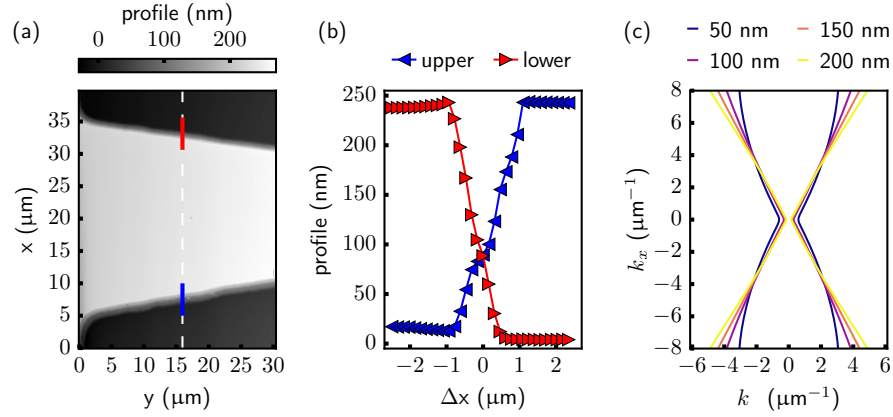 (a)
profile (nm)
0 100 200
x (μm)
35
30
25
20
15
10
5
0
0 5 10 15 20 25 30
y (μm)
(b)
upper lower
profile (nm)
250
200
150
100
50
0
−2 −1 0 1 2
Δx (μm)
(c)
50 nm 150 nm
100 nm 200 nm
kₓ (μm⁻¹)
8
6
4
2
0
−2
−4
−6
−8
−6 −4 −2 0 2 4 6
k (μm⁻¹)